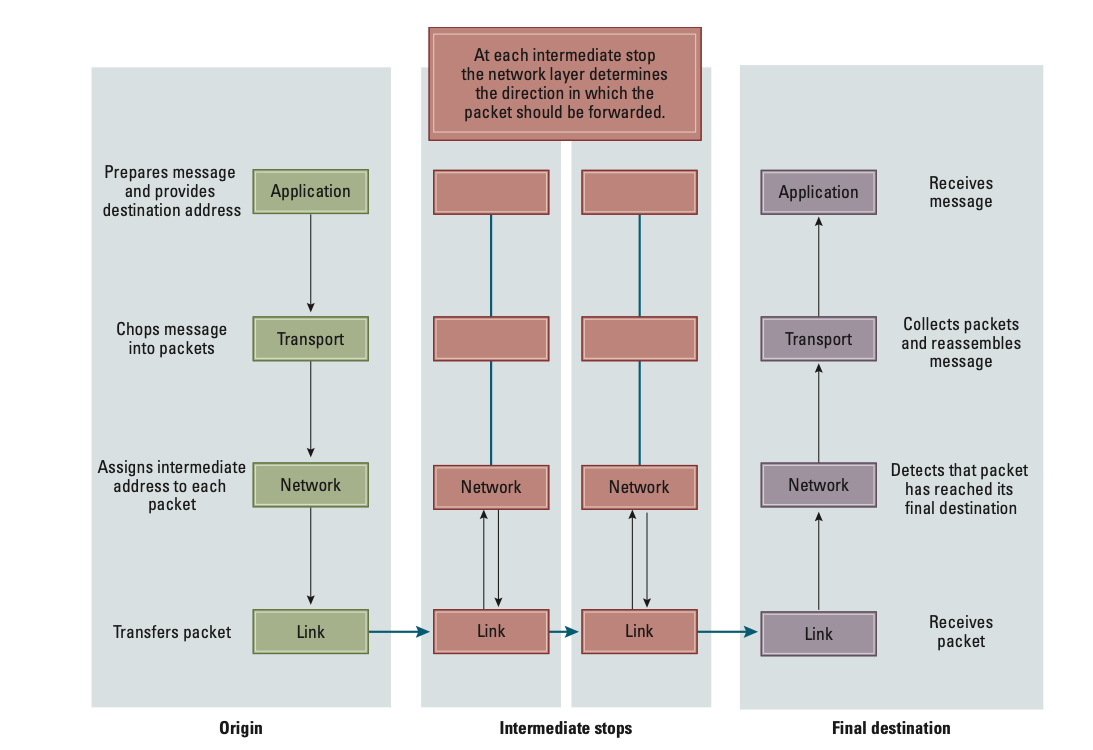 At each intermediate stop
the network layer determines
the direction in which the
packet should be forwarded.
Prepares message
and provides
destination address
Application
Application
Receives
message
Chops message
into packets
Transport
Transport
Collects packets
and reassembles
message
Assigns intermediate
address to each
packet
Network
Network
Network
Network
Detects that packet
has reached its
final destination
Transfers packet
Link
Link
Link
Link
Receives
packet
Origin
Intermediate stops
Final destination